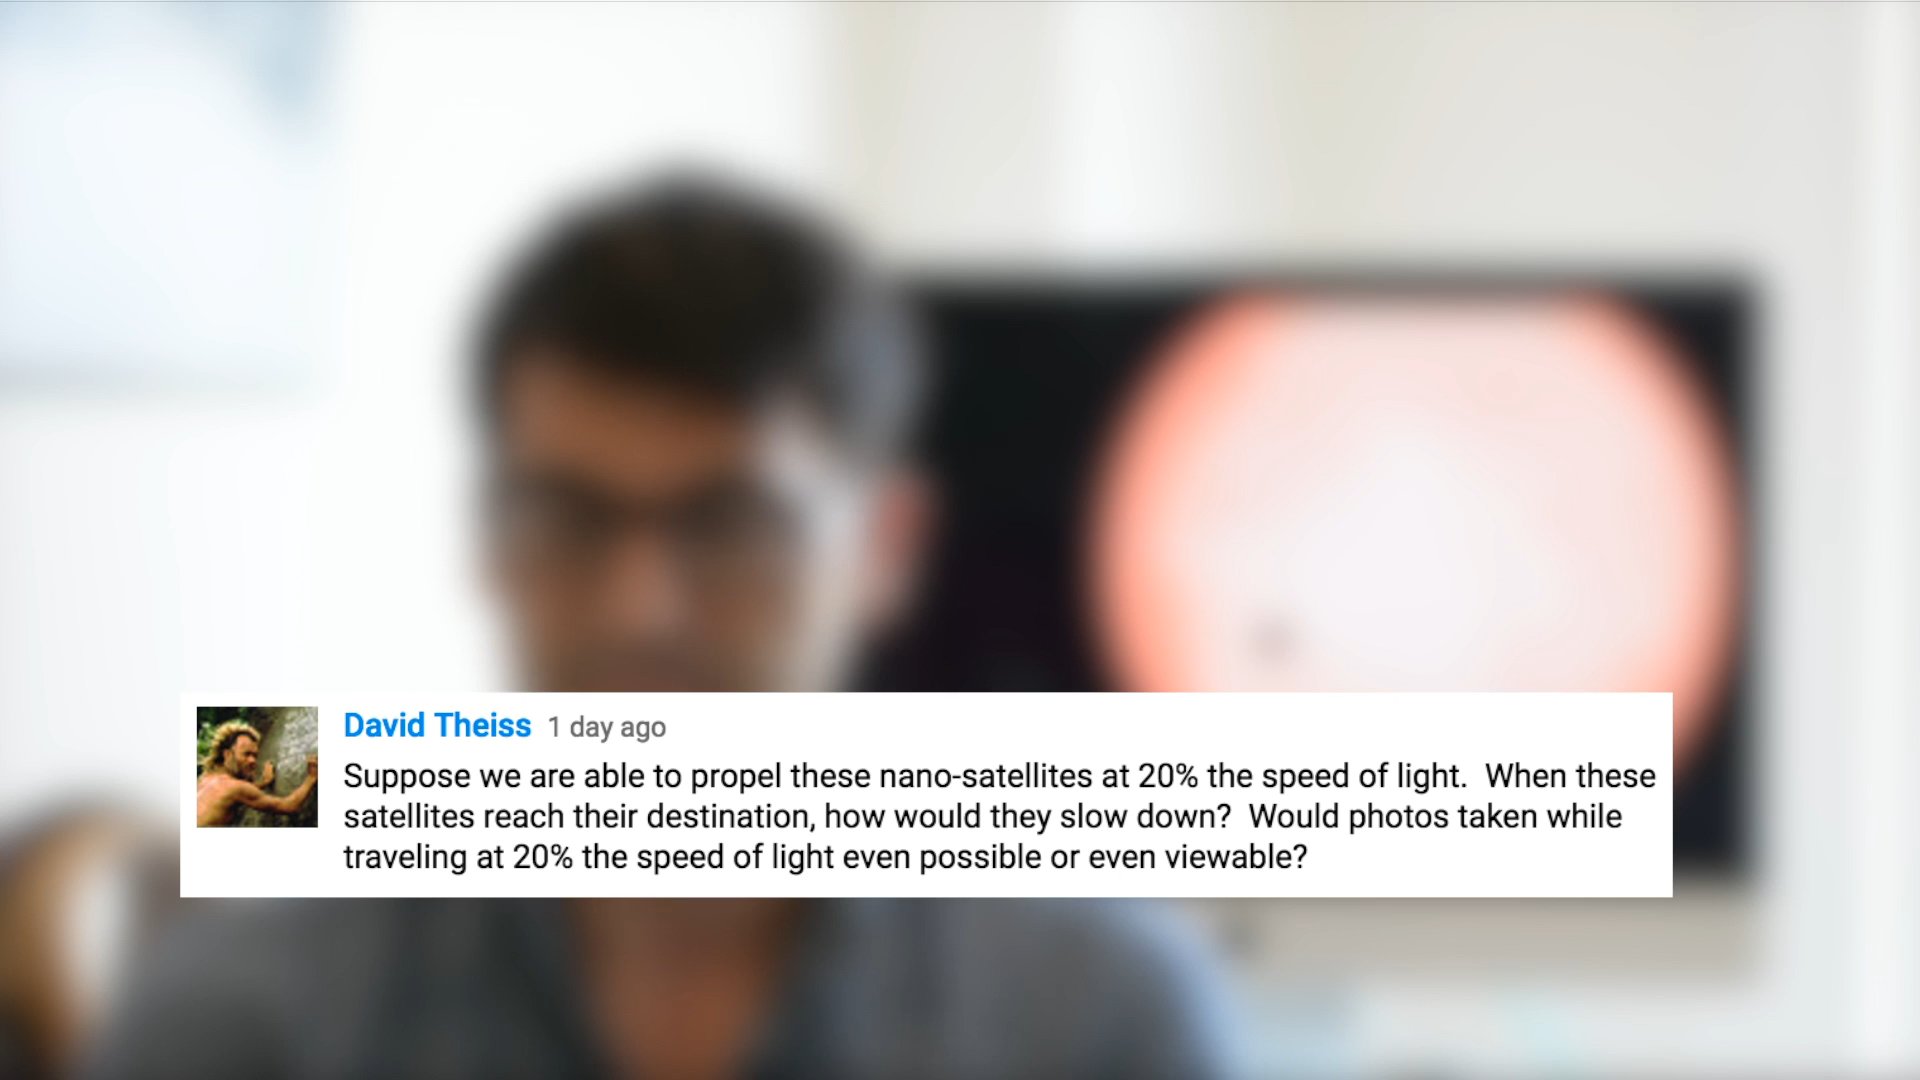 David Theiss 1 day ago
Suppose we are able to propel these nano-satellites at 20% the speed of light.  When these
satellites reach their destination, how would they slow down?  Would photos taken while
traveling at 20% the speed of light even possible or even viewable?